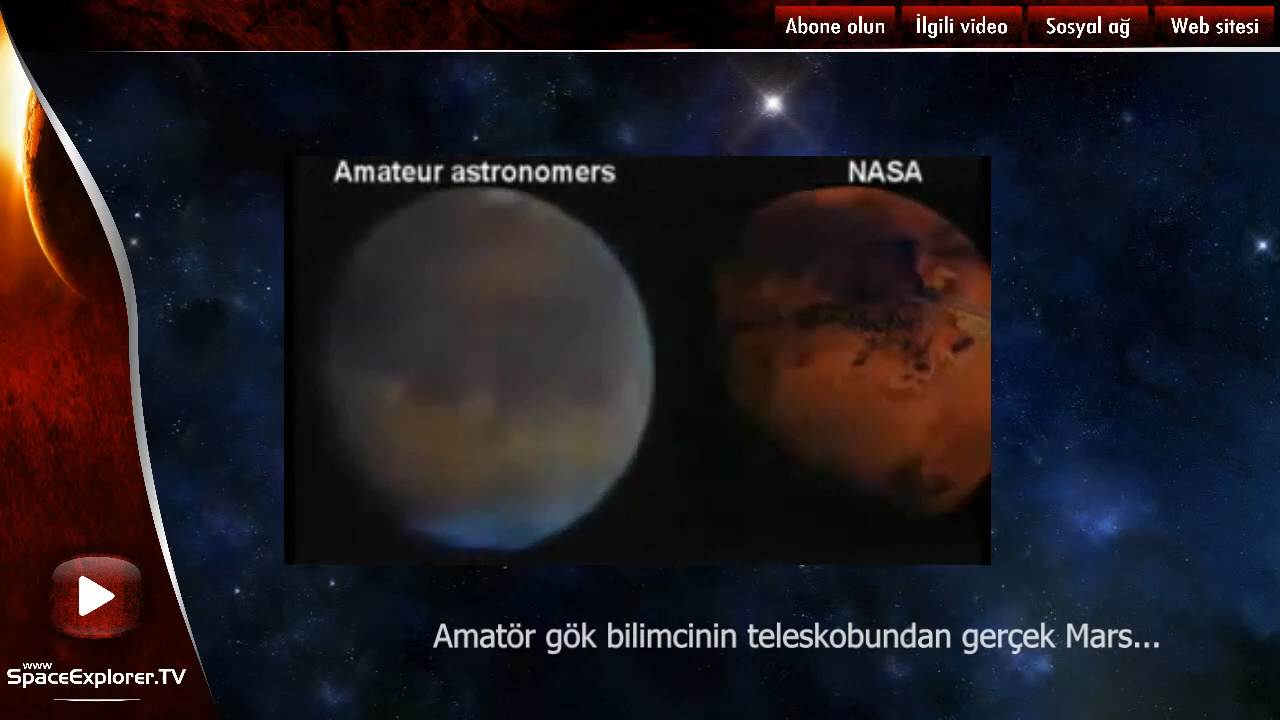 Abone olun
İlgili video
Sosyal ağ
Web sitesi
Amateur astronomers
NASA
Amatör gök bilimcinin teleskobundan gerçek Mars...
www
SpaceExplorer.TV